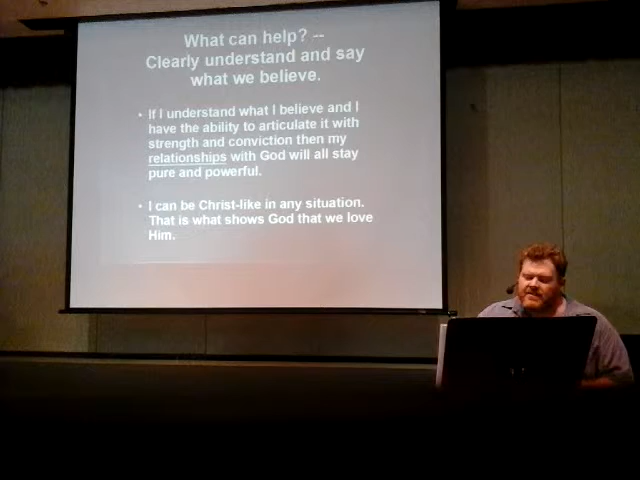 What can help? --
Clearly understand and say
what we believe.
• If I understand what I believe and I
have the ability to articulate it with
strength and conviction then my
relationships with God will all stay
pure and powerful.
• I can be Christ-like in any situation.
That is what shows God that we love
Him.